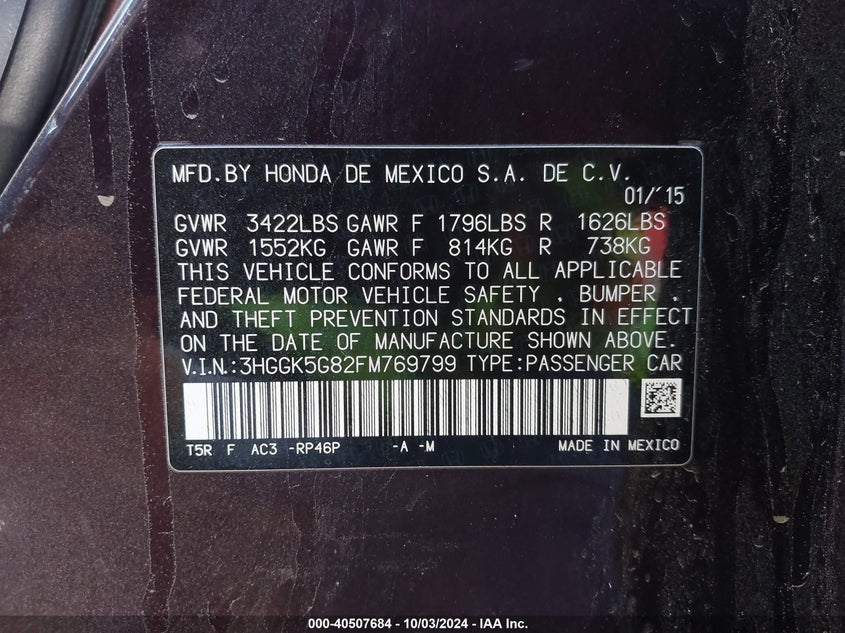 MFD.BY HONDA DE MEXICO S.A. DE C.V.
01/'15
GVWR 3422LBS GAWR F 1796LBS R 1626LBS
GVWR 1552KG GAWR F 814KG R 738KG
THIS VEHICLE CONFORMS TO ALL APPLICABLE
FEDERAL MOTOR VEHICLE SAFETY . BUMPER .
AND THEFT PREVENTION STANDARDS IN EFFECT
ON THE DATE OF MANUFACTURE SHOWN ABOVE.
V.I.N.:3HGGK5G82FM769799 TYPE:PASSENGER CAR
T5R F AC3 -RP46P -A -M MADE IN MEXICO
000-40507684 - 10/03/2024 - IAA Inc.